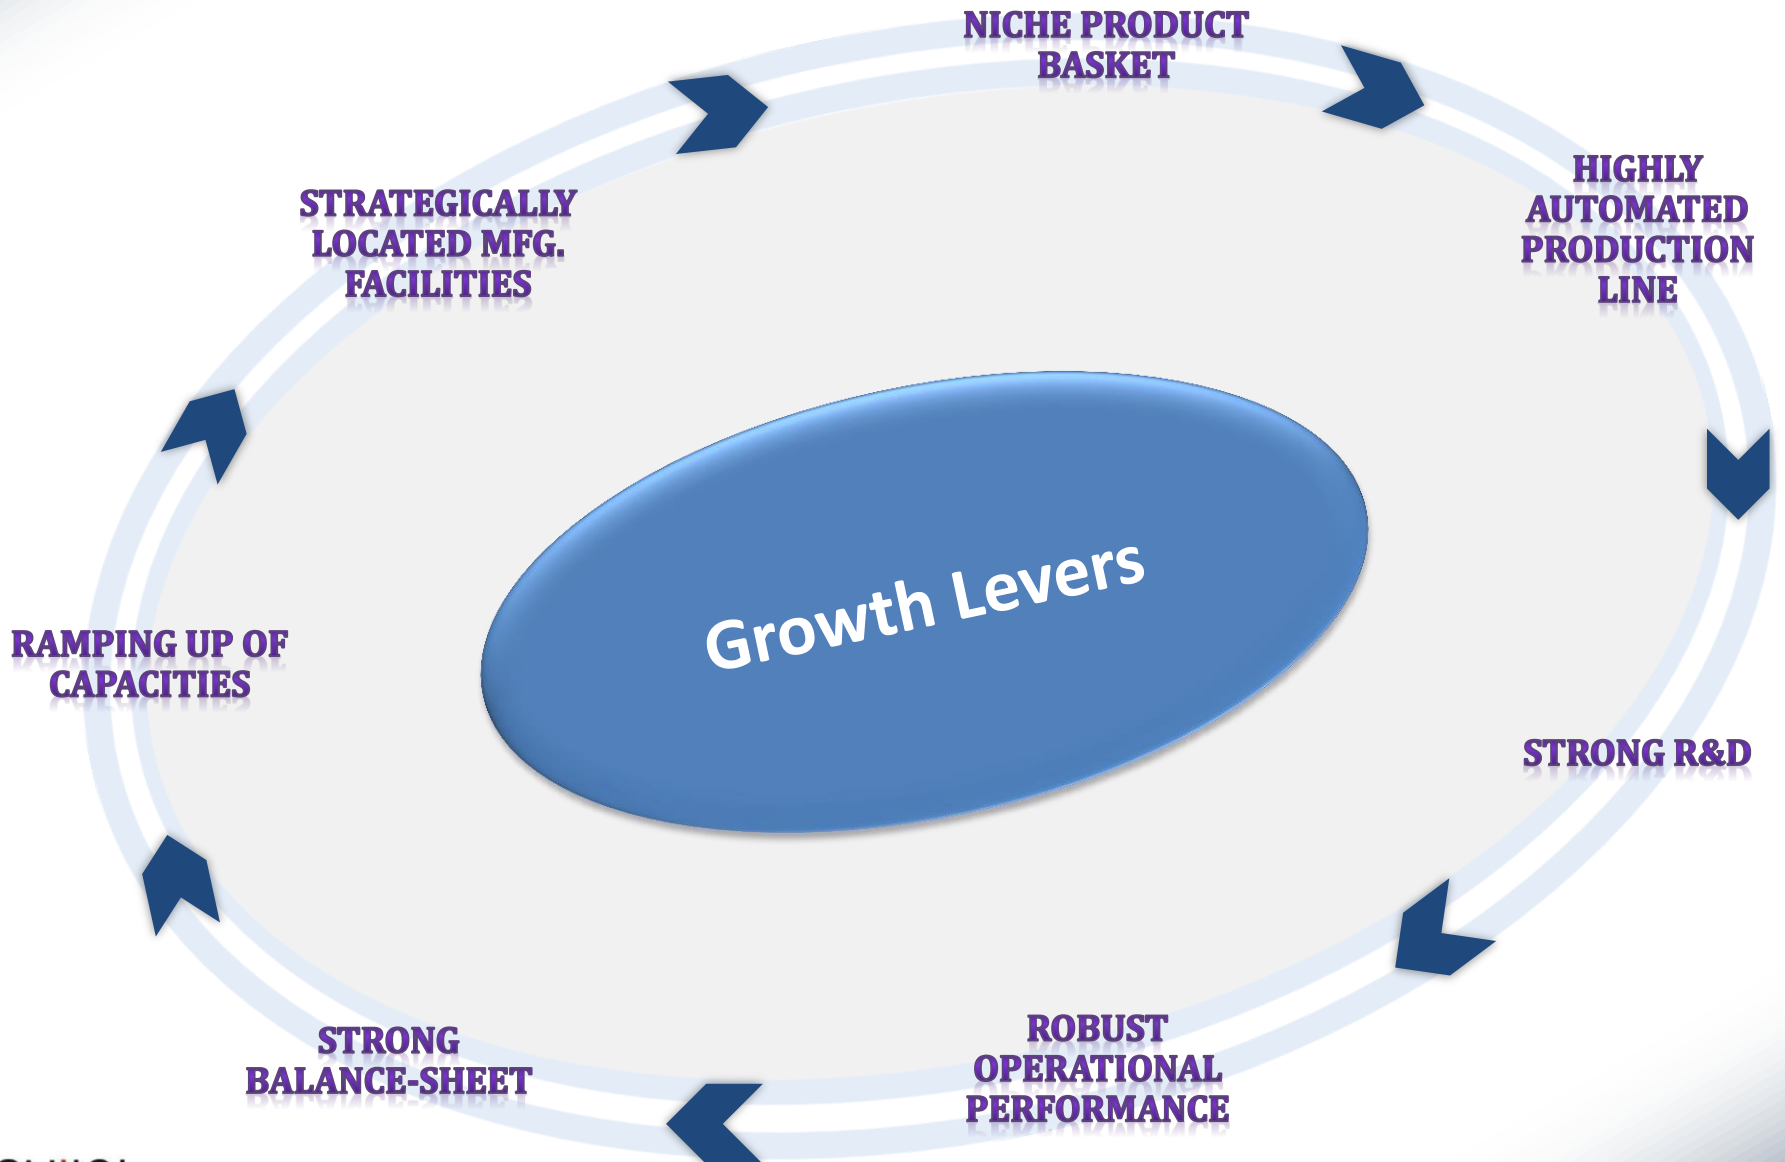 NICHE PRODUCT
BASKET
HIGHLY
AUTOMATED
PRODUCTION
LINE
STRATEGICALLY
LOCATED MFG.
FACILITIES
Growth Levers
RAMPING UP OF
CAPACITIES
STRONG R&D
ROBUST
OPERATIONAL
PERFORMANCE
STRONG
BALANCE-SHEET